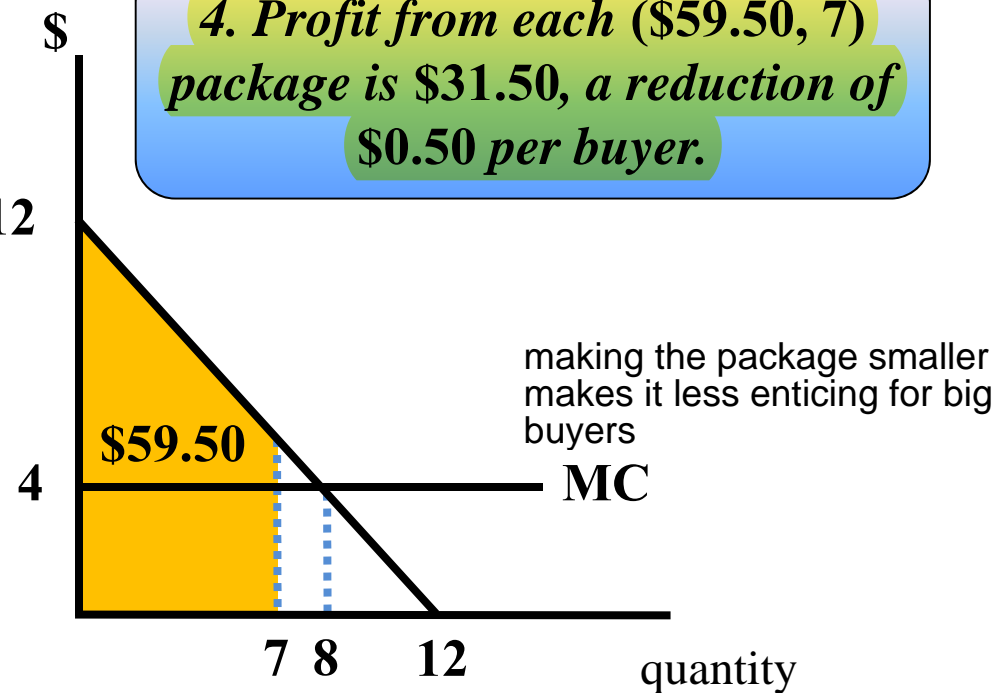 4. Profit from each ($59.50, 7)
package is $31.50, a reduction of
$0.50 per buyer.
$
12
making the package smaller
makes it less enticing for big
buyers
$59.50
4
MC
7 8 12
quantity